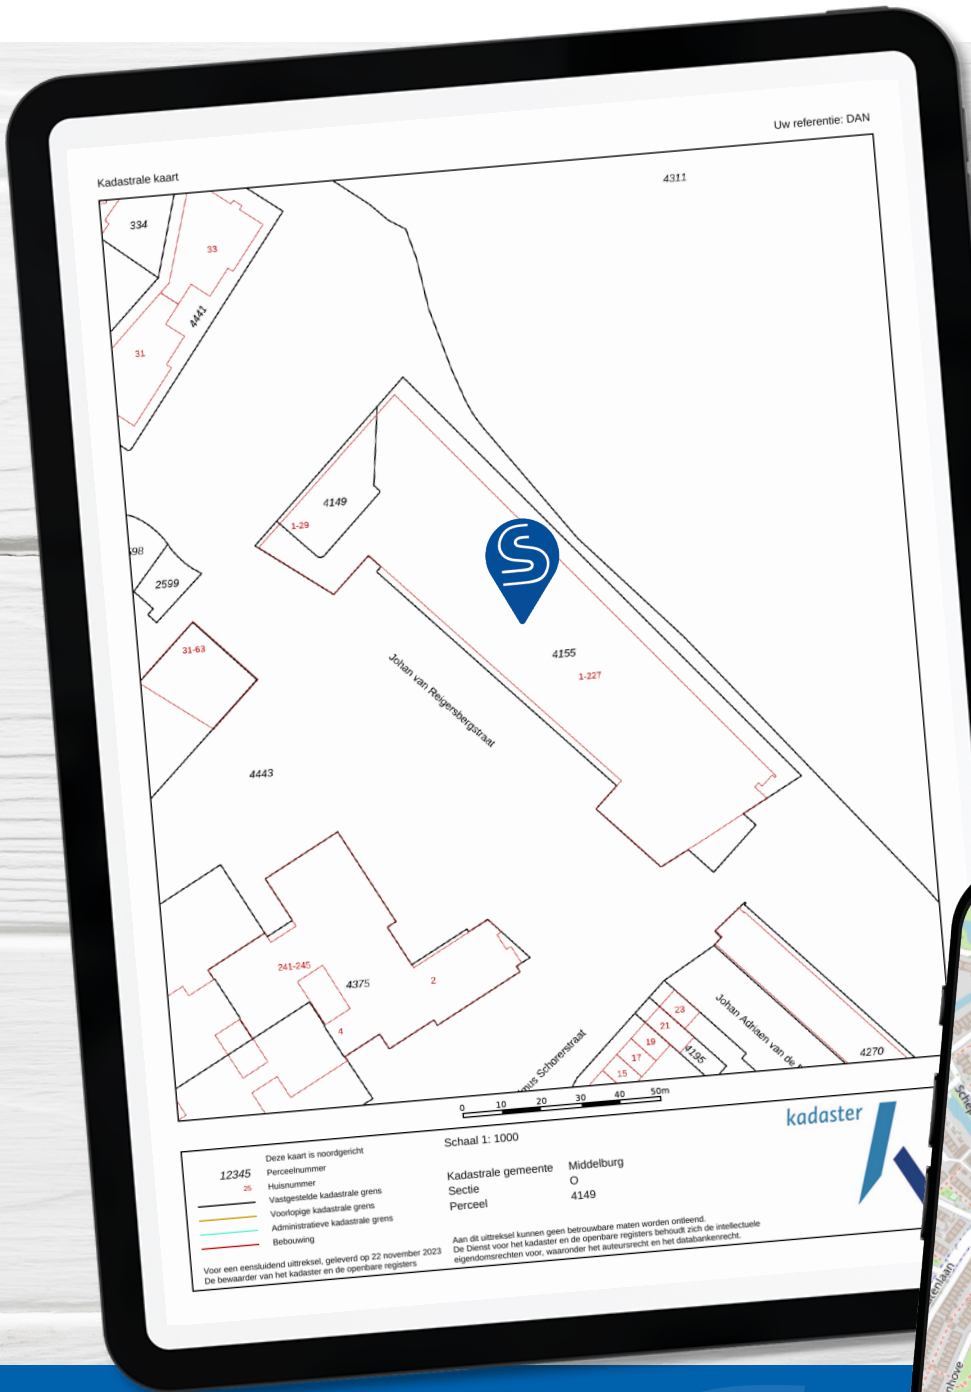 Uw referentie: DAN
Kadastrale kaart
4311
334
33
4441
31
4149
1-29
98
2599
31-63
4155
1-227
Johan van Reigersbergstraat
4443
241-245
4375
2
4
23
21
19
17
15
4195
Johan Adriaen van de
Schorerstraat
4270
0 10 20 30 40 50m
Schaal 1: 1000
Deze kaart is noordgericht
12345 Perceelnummer
25 Huisnummer
Vastgestelde kadastrale grens
Voorlopige kadastrale grens
Administratieve kadastrale grens
Bebouwing
Voor een eensluidend uittreksel, geleverd op 22 november 2023
De bewaarder van het kadaster en de openbare registers
Kadastrale gemeente Middelburg
Sectie O
Perceel 4149
Aan dit uittreksel kunnen geen betrouwbare maten worden ontleend.
De Dienst voor het kadaster en de openbare registers behoudt zich de intellectuele
eigendomsrechten voor, waaronder het auteursrecht en het databankenrecht.
kadaster